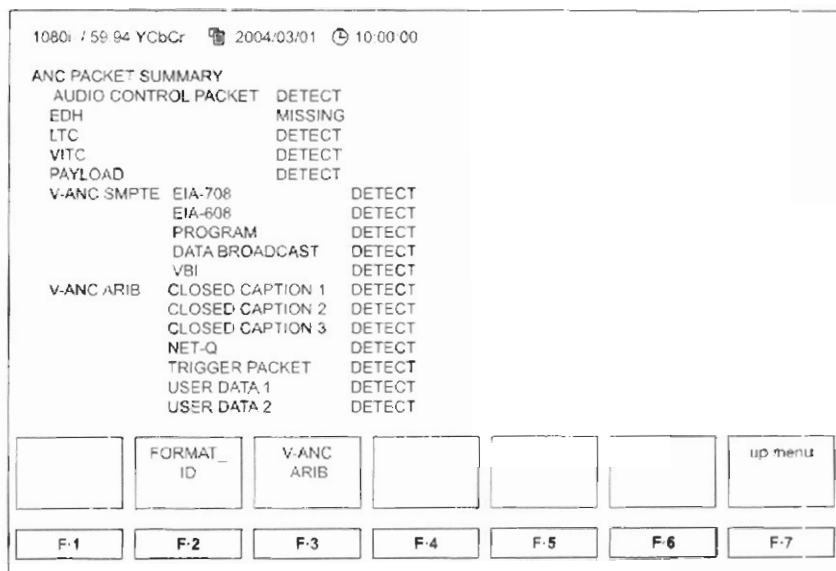 1080i / 59.94 YCbCr 2004/03/01 10:00:00
ANC PACKET SUMMARY
AUDIO CONTROL PACKET DETECT
EDH MISSING
LTC DETECT
VITC DETECT
PAYLOAD DETECT
V-ANC SMPTE EIA-708 DETECT
EIA-608 DETECT
PROGRAM DETECT
DATA BROADCAST DETECT
VBI DETECT
V-ANC ARIB CLOSED CAPTION 1 DETECT
CLOSED CAPTION 2 DETECT
CLOSED CAPTION 3 DETECT
NET-Q DETECT
TRIGGER PACKET DETECT
USER DATA 1 DETECT
USER DATA 2 DETECT
FORMAT_ID V-ANC ARIB up menu
F·1 F·2 F·3 F·4 F·5 F·6 F·7